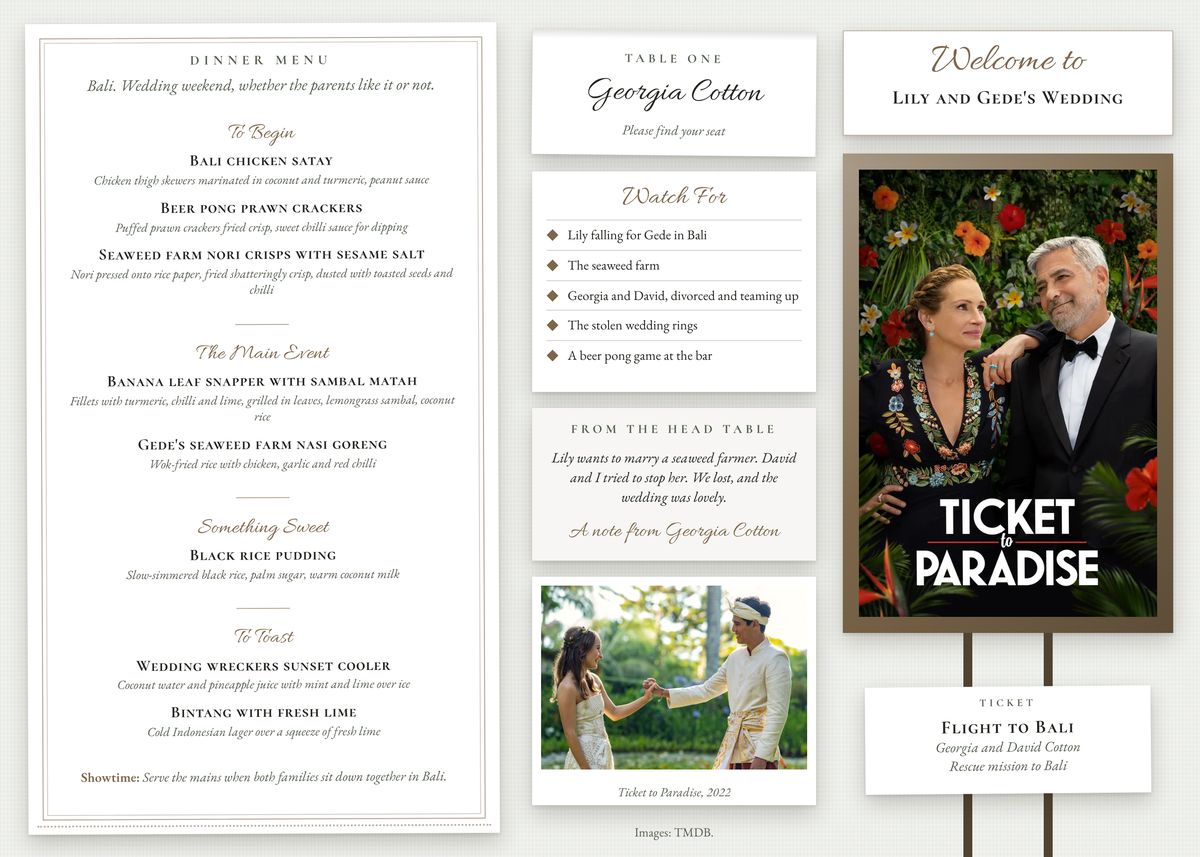 DINNER MENU
Bali. Wedding weekend, whether the parents like it or not.
To Begin
BALI CHICKEN SATAY
Chicken thigh skewers marinated in coconut and turmeric, peanut sauce
BEER PONG PRAWN CRACKERS
Puffed prawn crackers fried crisp, sweet chilli sauce for dipping
SEAWEED FARM NORI CRISPS WITH SESAME SALT
Nori pressed onto rice paper, fried shatteringly crisp, dusted with toasted seeds and
chilli
The Main Event
BANANA LEAF SNAPPER WITH SAMBAL MATAH
Fillets with turmeric, chilli and lime, grilled in leaves, lemongrass sambal, coconut
rice
GEDE'S SEAWEED FARM NASI GORENG
Wok-fried rice with chicken, garlic and red chilli
Something Sweet
BLACK RICE PUDDING
Slow-simmered black rice, palm sugar, warm coconut milk
To Toast
WEDDING WRECKERS SUNSET COOLER
Coconut water and pineapple juice with mint and lime over ice
BINTANG WITH FRESH LIME
Cold Indonesian lager over a squeeze of fresh lime
Showtime: Serve the mains when both families sit down together in Bali.
TABLE ONE
Georgia Cotton
Please find your seat
Watch For
Lily falling for Gede in Bali
The seaweed farm
Georgia and David, divorced and teaming up
The stolen wedding rings
A beer pong game at the bar
FROM THE HEAD TABLE
Lily wants to marry a seaweed farmer. David
and I tried to stop her. We lost, and the
wedding was lovely.
A note from Georgia Cotton
Ticket to Paradise, 2022
Images: TMDB.
Welcome to
LILY AND GEDE'S WEDDING
TICKET
to
PARADISE
TICKET
FLIGHT TO BALI
Georgia and David Cotton
Rescue mission to Bali